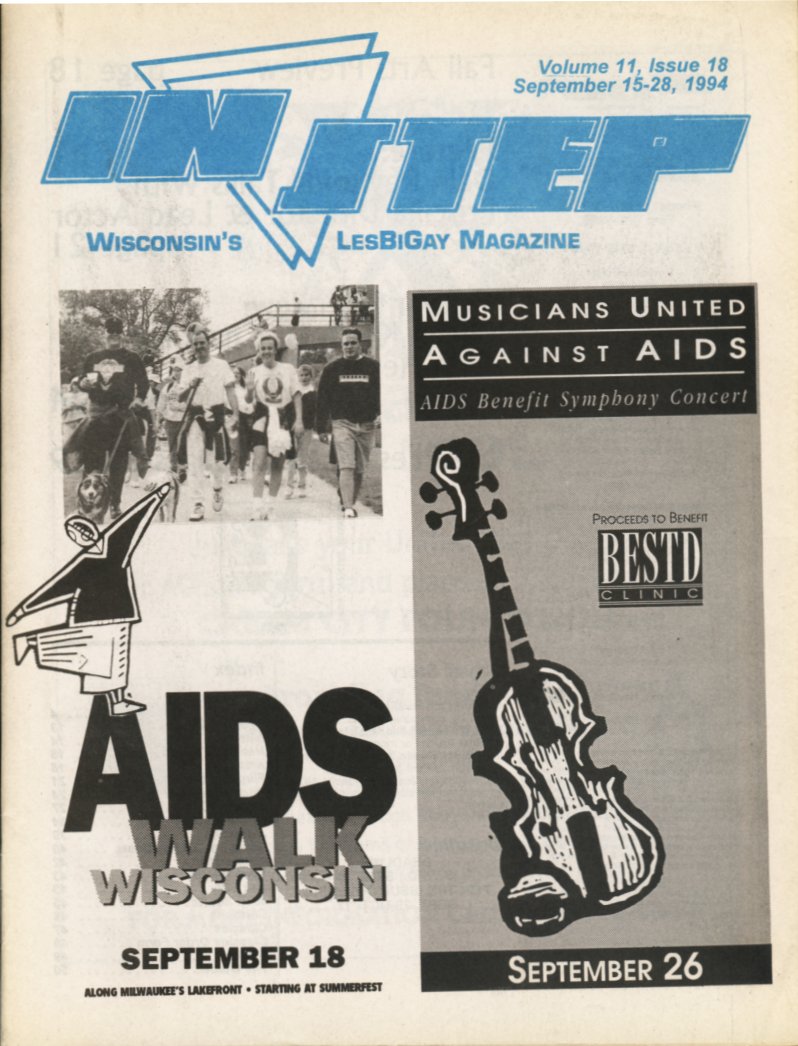 Volume 11, Issue 18
September 15-28, 1994
IN STEP
WISCONSIN'S LESBIGAY MAGAZINE
MUSICIANS UNITED
AGAINST AIDS
AIDS Benefit Symphony Concert
PROCEEDS TO BENEFIT
BESTD
CLINIC
SEPTEMBER 26
AIDS
WALK
WISCONSIN
SEPTEMBER 18
ALONG MILWAUKEE'S LAKEFRONT • STARTING AT SUMMERFEST